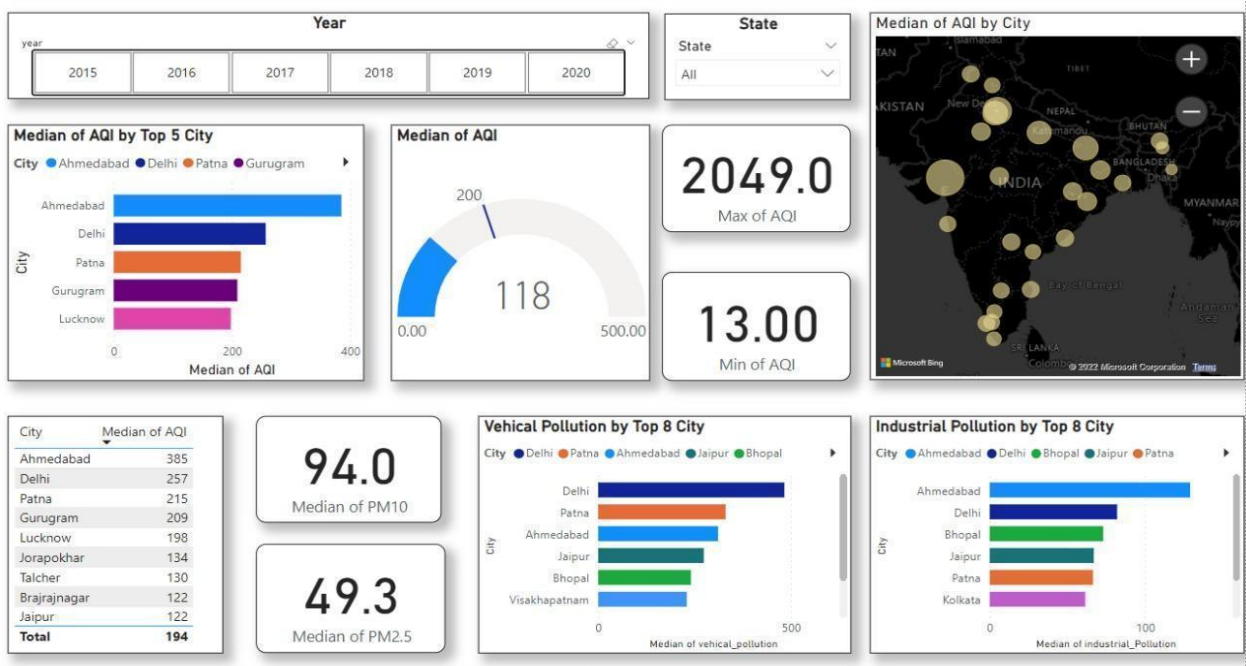 Year
year
2015 2016 2017 2018 2019 2020
State
State
All
Median of AQI by City
TIBET
New De
NEPAL
Kathmandu
BHUTAN
BANGLADESH
Dhaka
INDIA
MYANMAR
Naypy
Bay of Bengal
Andaman
Sea
SRI LANKA
Colombo
Microsoft Bing
© 2022 Microsoft Corporation Terms
Median of AQI by Top 5 City
City Ahmedabad Delhi Patna Gurugram
0 200 400
Ahmedabad
Delhi
Patna
Gurugram
Lucknow
City
0 200 400
Median of AQI
Median of AQI
200
118
0.00 500.00
2049.0
Max of AQI
13.00
Min of AQI
City Median of AQI
Ahmedabad 385
Delhi 257
Patna 215
Gurugram 209
Lucknow 198
Jorapokhar 134
Talcher 130
Brajrajnagar 122
Jaipur 122
Total 194
94.0
Median of PM10
49.3
Median of PM2.5
Vehical Pollution by Top 8 City
City Delhi Patna Ahmedabad Jaipur Bhopal
Delhi
Patna
Ahmedabad
Jaipur
Bhopal
Visakhapatnam
City
0 500
Median of vehical_pollution
Industrial Pollution by Top 8 City
City Ahmedabad Delhi Bhopal Jaipur Patna
Ahmedabad
Delhi
Bhopal
Jaipur
Patna
Kolkata
City
0 100
Median of industrial_Pollution